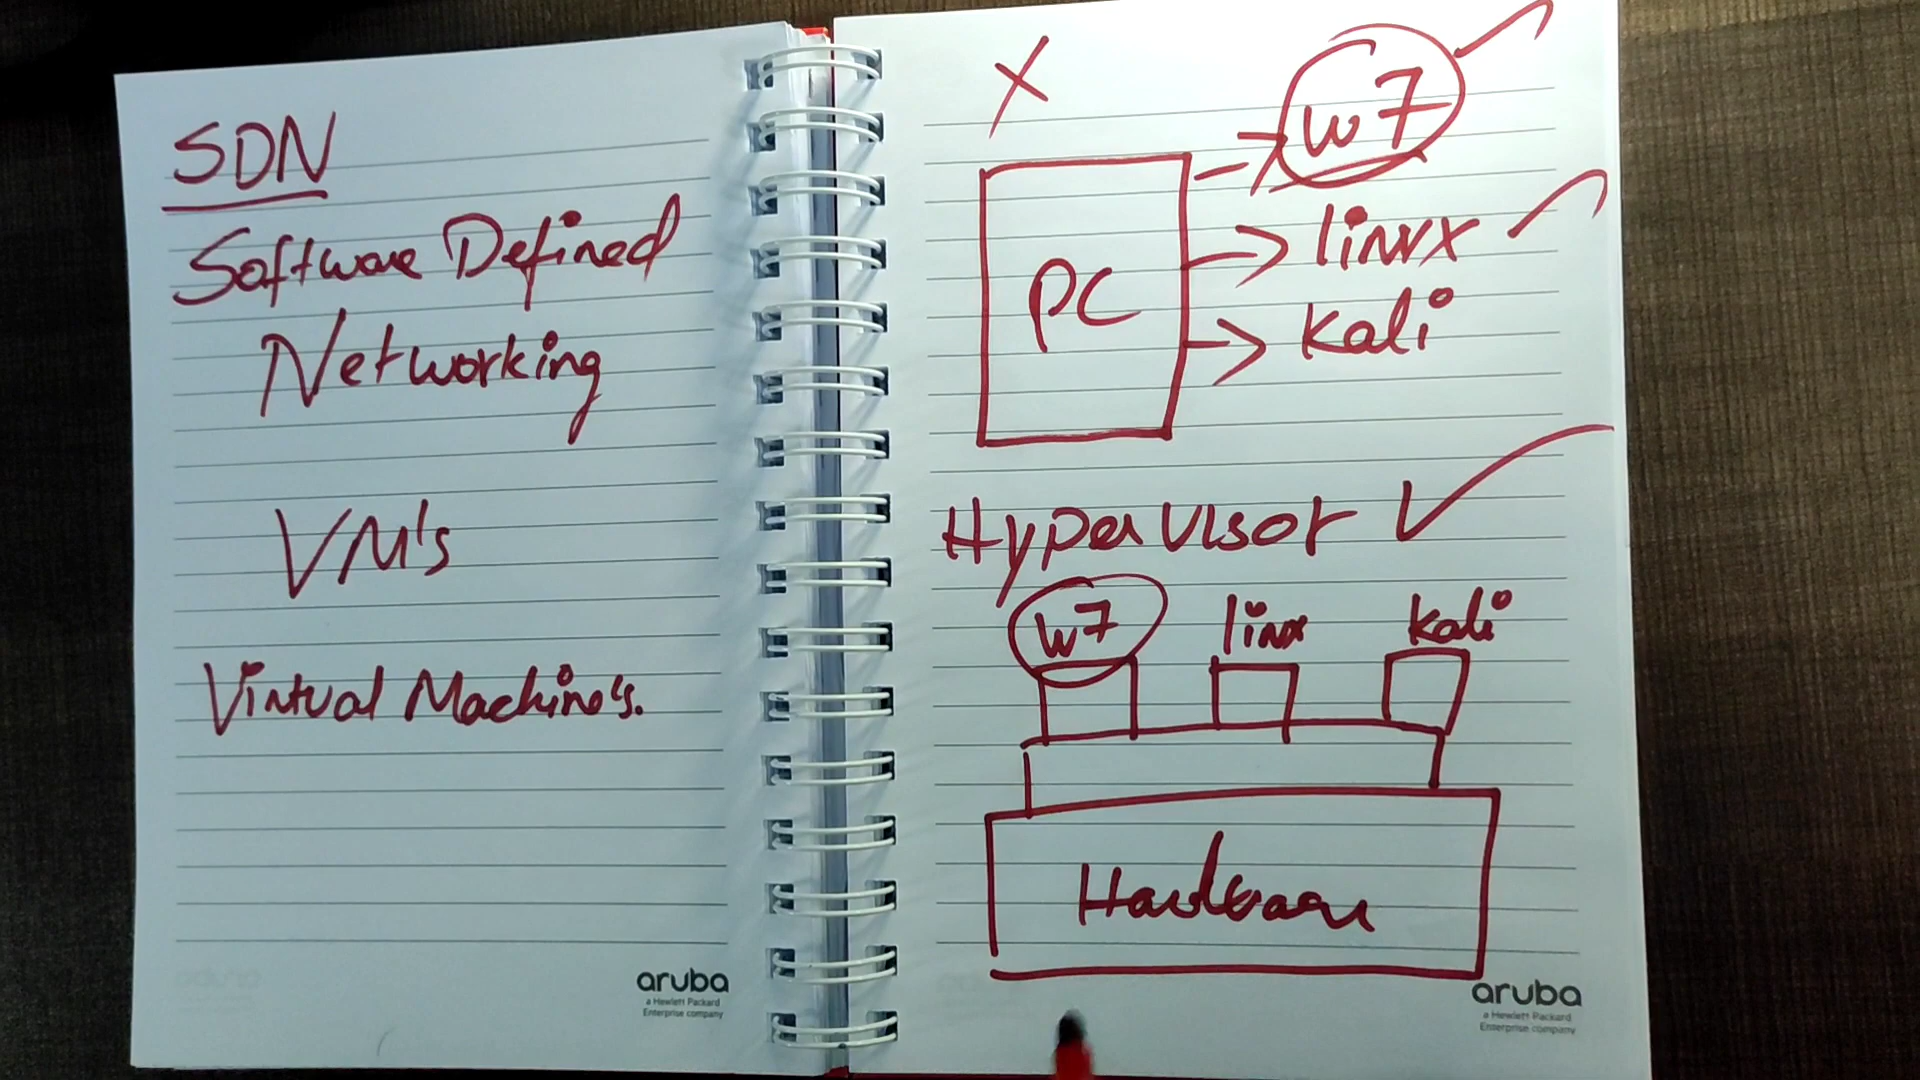 SDN
Software Defined
Networking
VM's
Virtual Machine's.
aruba
a Hewlett Packard
Enterprise company
X
W7
PC
linux
Kali
Hypervisor
W7
linx
Kali
Hardware
aruba
a Hewlett Packard
Enterprise company